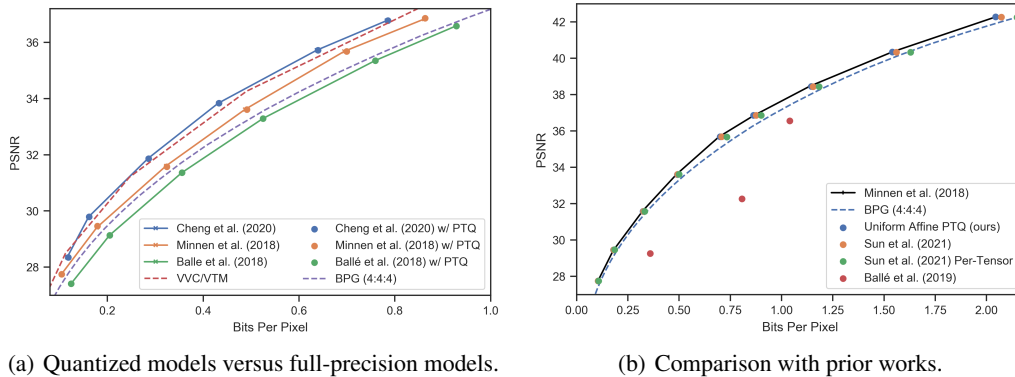 36
34
32
30
28
PSNR
0.2
0.4
0.6
0.8
1.0
Bits Per Pixel
Cheng et al. (2020)
Minnen et al. (2018)
Balle et al. (2018)
VVC/VTM
Cheng et al. (2020) w/ PTQ
Minnen et al. (2018) w/ PTQ
Ballé et al. (2018) w/ PTQ
BPG (4:4:4)
(a) Quantized models versus full-precision models.
42
40
38
36
34
32
30
28
PSNR
0.00
0.25
0.50
0.75
1.00
1.25
1.50
1.75
2.00
Bits Per Pixel
Minnen et al. (2018)
BPG (4:4:4)
Uniform Affine PTQ (ours)
Sun et al. (2021)
Sun et al. (2021) Per-Tensor
Ballé et al. (2019)
(b) Comparison with prior works.